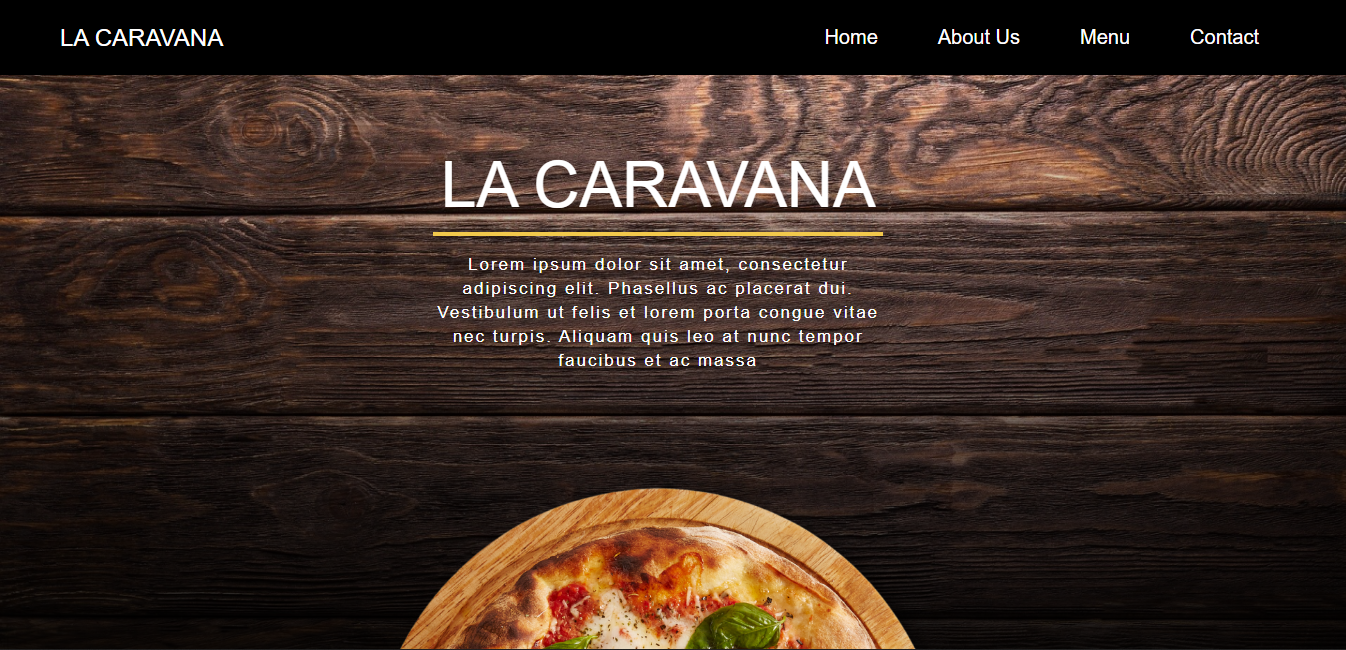 LA CARAVANA
Home
About Us
Menu
Contact
LA CARAVANA
Lorem ipsum dolor sit amet, consectetur
adipiscing elit. Phasellus ac placerat dui.
Vestibulum ut felis et lorem porta congue vitae
nec turpis. Aliquam quis leo at nunc tempor
faucibus et ac massa